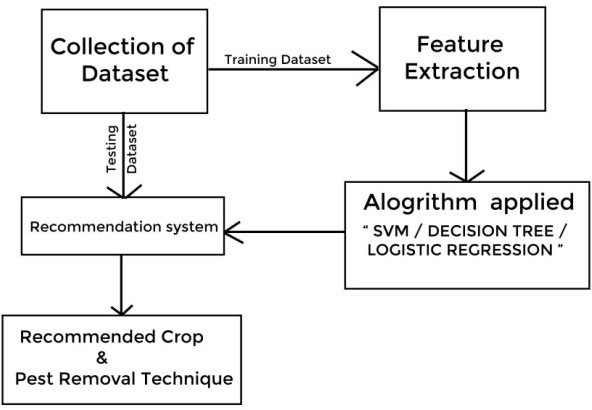 Collection of
Dataset
Training Dataset
Feature
Extraction
Testing
Dataset
Alogrithm applied
“ SVM / DECISION TREE /
LOGISTIC REGRESSION ”
Recommendation system
Recommended Crop
&
Pest Removal Technique